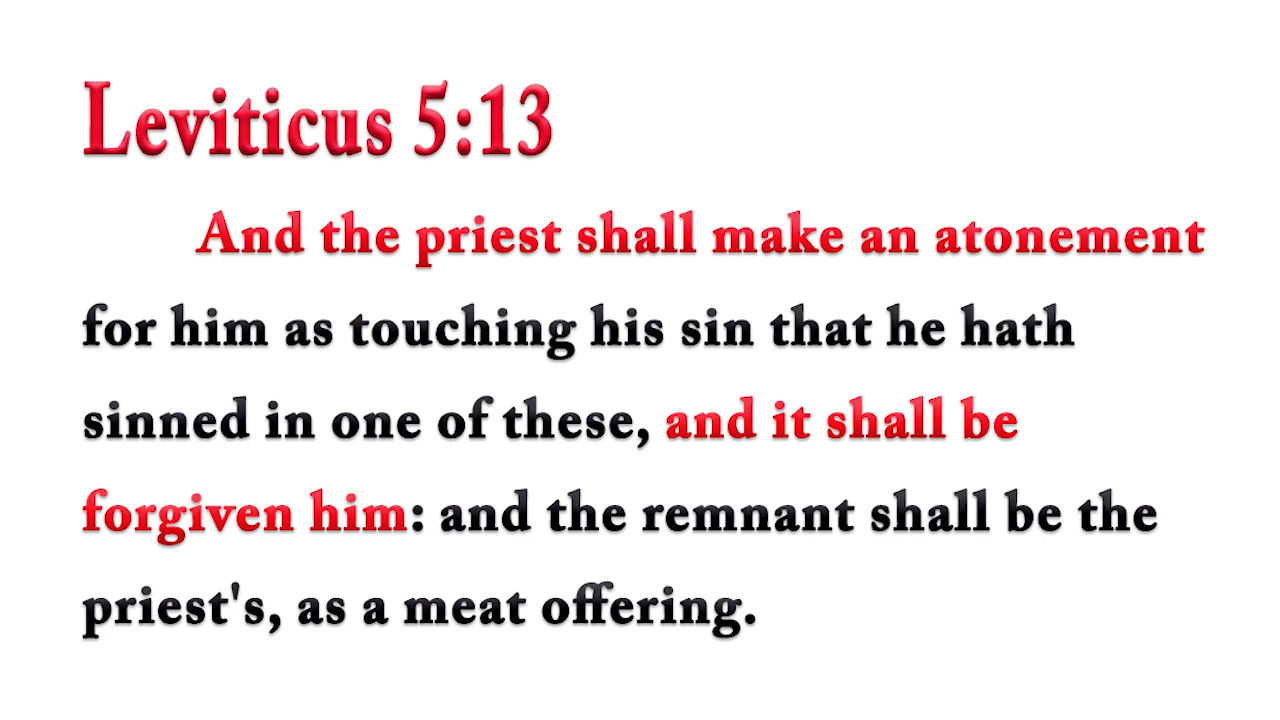 Leviticus 5:13
And the priest shall make an atonement
for him as touching his sin that he hath
sinned in one of these, and it shall be
forgiven him: and the remnant shall be the
priest's, as a meat offering.